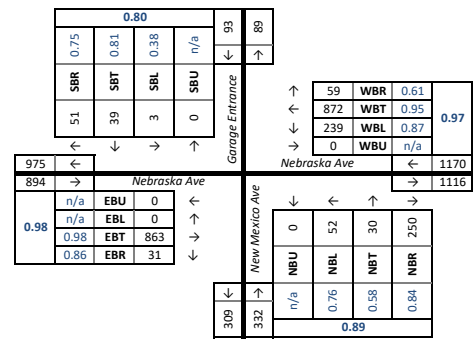 0.80
0.75 0.81 0.38 n/a
SBR SBT SBL SBU
51 39 3 0
← ↓ → ↑
93 89
↓ ↑
Garage Entrance
↑ 59 WBR 0.61
← 872 WBT 0.95
↓ 239 WBL 0.87
→ 0 WBU n/a
0.97
975 ←
Nebraska Ave ← 1170
894 → Nebraska Ave
→ 1116
0.98
n/a EBU 0 ←
n/a EBL 0 ↑
0.98 EBT 863 →
0.86 EBR 31 ↓
New Mexico Ave
↓ ← ↑ →
0 52 30 250
NBU NBL NBT NBR
n/a 0.76 0.58 0.84
0.89
↓ ↑
309 332